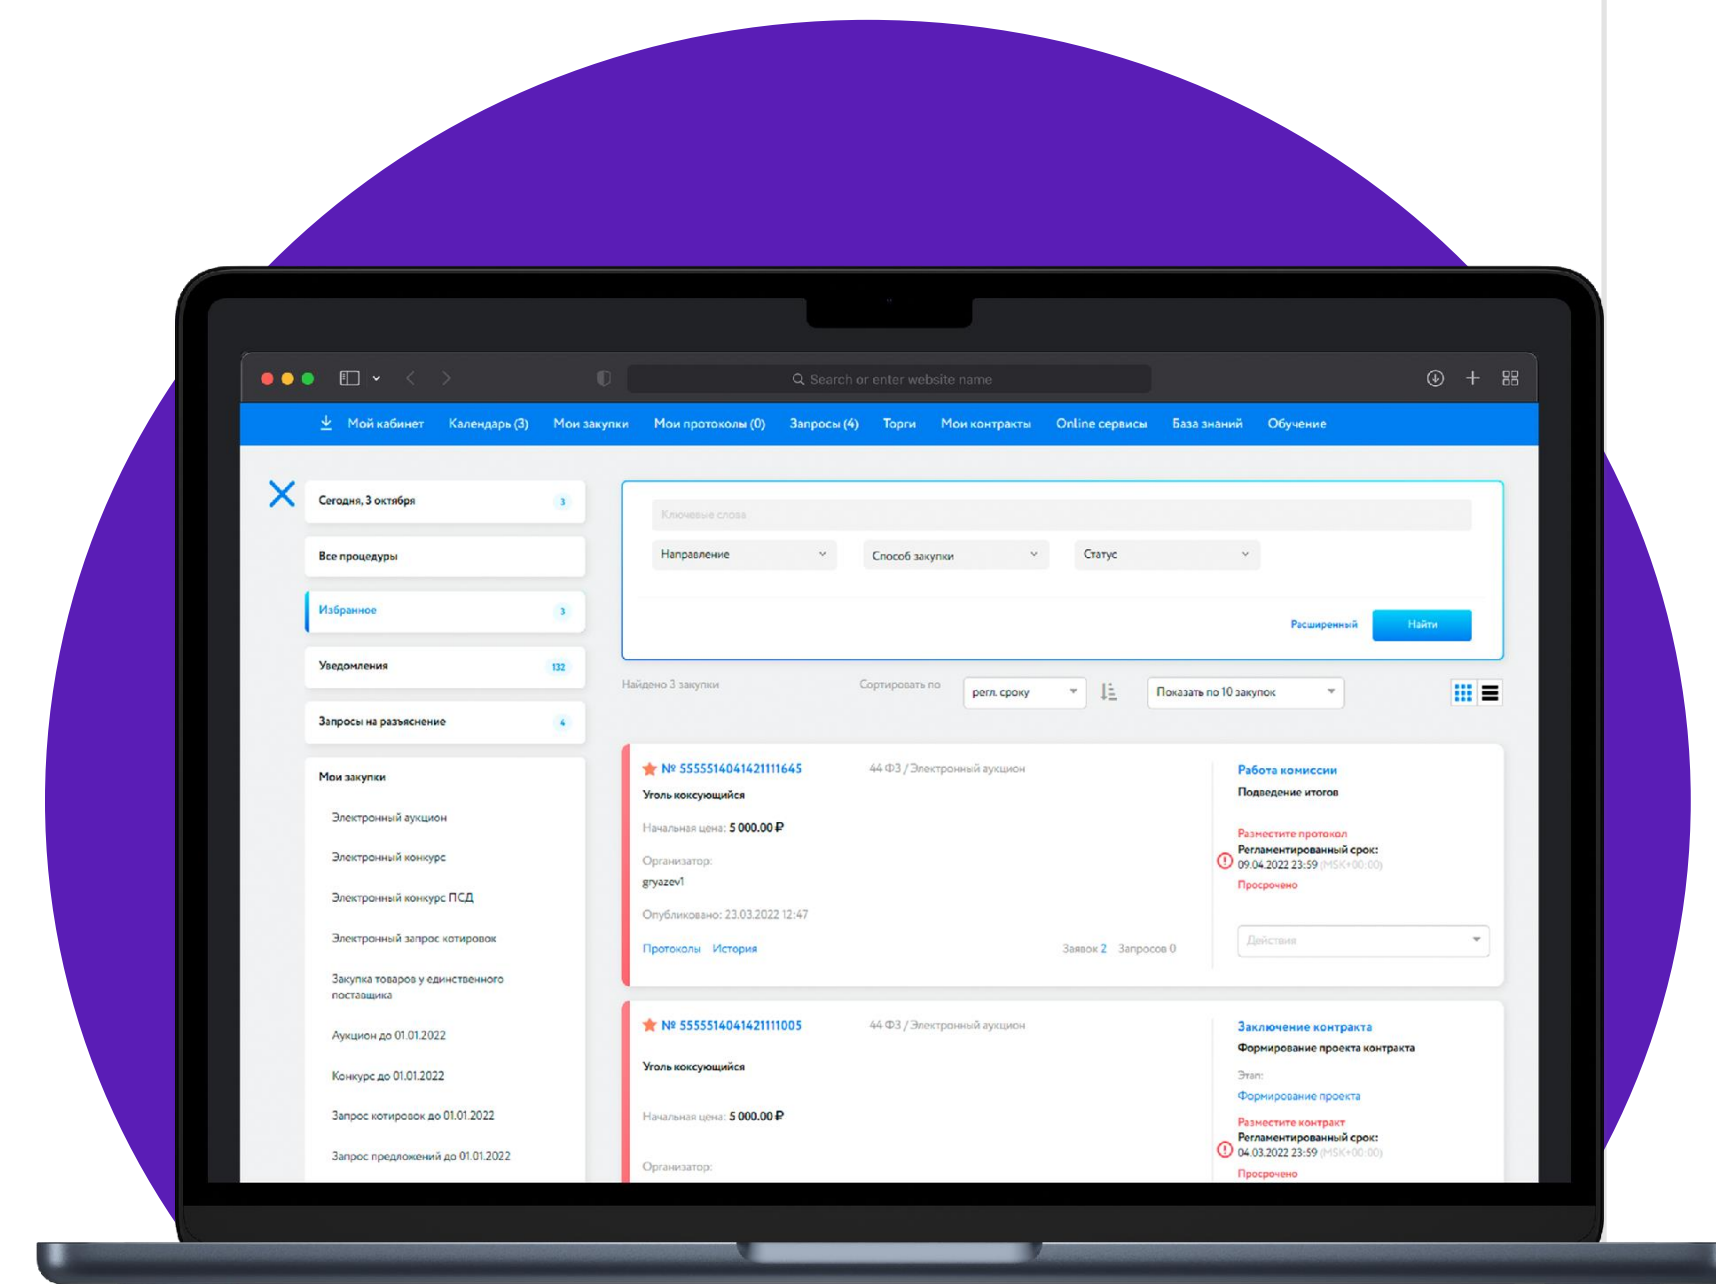 Search or enter website name
Мой кабинет Календарь (3) Мои закупки Мои протоколы (0) Запросы (4) Торги Мои контракты Online сервисы База знаний Обучение
Сегодня, 3 октября 3
Все процедуры
Избранное 3
Уведомления 132
Запросы на разъяснение 4
Мои закупки
Электронный аукцион
Электронный конкурс
Электронный конкурс ПСД
Электронный запрос котировок
Закупка товаров у единственного
поставщика
Аукцион до 01.01.2022
Конкурс до 01.01.2022
Запрос котировок до 01.01.2022
Запрос предложений до 01.01.2022
Ключевые слова
Направление Способ закупки Статус
Расширенный Найти
Найдено 3 закупки Сортировать по регл. сроку Показать по 10 закупок
№ 5555514041421111645 44 ФЗ / Электронный аукцион
Уголь коксующийся
Начальная цена: 5 000.00 ₽
Организатор:
gryazev1
Опубликовано: 23.03.2022 12:47
Протоколы История Заявок 2 Запросов 0
Работа комиссии
Подведение итогов
Разместите протокол
Регламентированный срок:
09.04.2022 23:59 (MSK+00:00)
Просрочено
Действия
№ 5555514041421111005 44 ФЗ / Электронный аукцион
Уголь коксующийся
Начальная цена: 5 000.00 ₽
Организатор:
Заключение контракта
Формирование проекта контракта
Этап:
Формирование проекта
Разместите контракт
Регламентированный срок:
04.03.2022 23:59 (MSK+00:00)
Просрочено